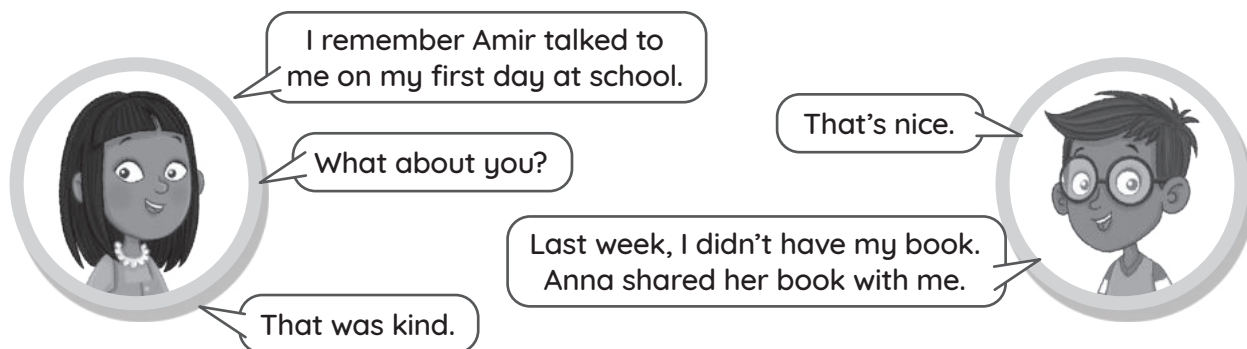 I remember Amir talked to
me on my first day at school.
That's nice.
What about you?
Last week, I didn't have my book.
Anna shared her book with me.
That was kind.